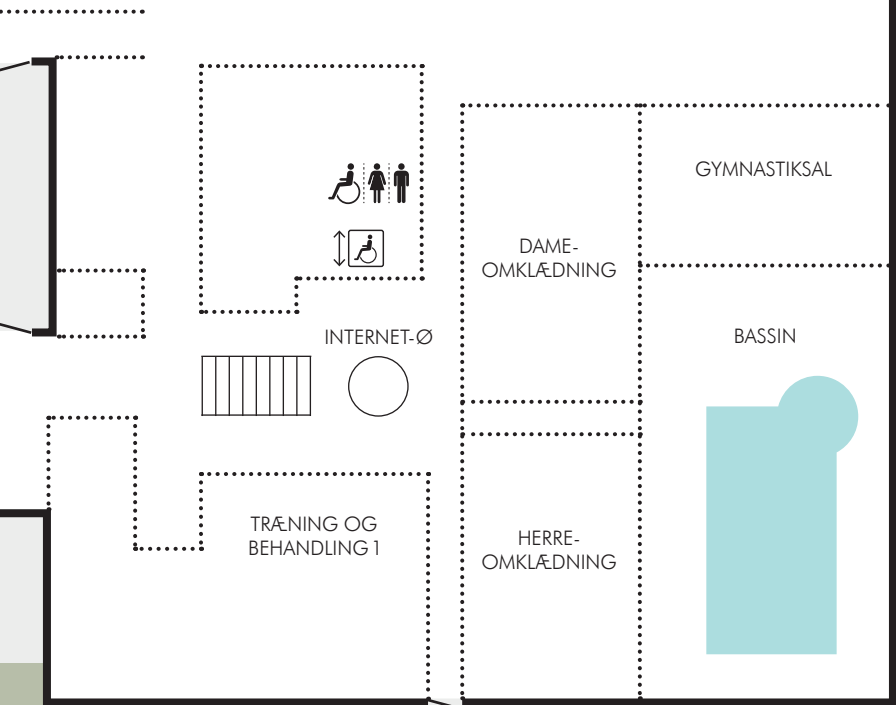 GYMNASTIKSAL
DAME-
OMKLÆDNING
INTERNET-Ø
BASSIN
TRÆNING OG
BEHANDLING 1
HERRE-
OMKLÆDNING